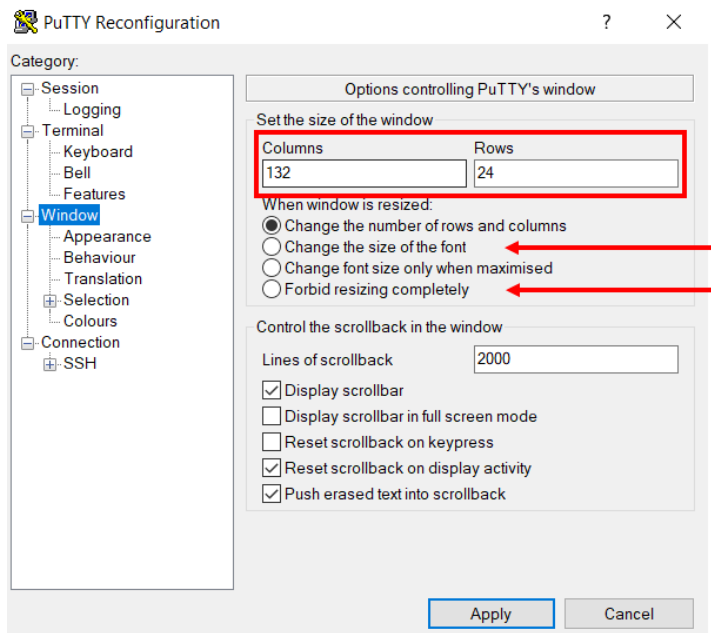 PuTTY Reconfiguration
?
Category:
Session
Logging
Terminal
Keyboard
Bell
Features
Window
Appearance
Behaviour
Translation
Selection
Colours
Connection
SSH
Options controlling PuTTY's window
Set the size of the window
Columns Rows
132 24
When window is resized:
Change the number of rows and columns
Change the size of the font
Change font size only when maximised
Forbid resizing completely
Control the scrollback in the window
Lines of scrollback 2000
Display scrollbar
Display scrollbar in full screen mode
Reset scrollback on keypress
Reset scrollback on display activity
Push erased text into scrollback
Apply Cancel